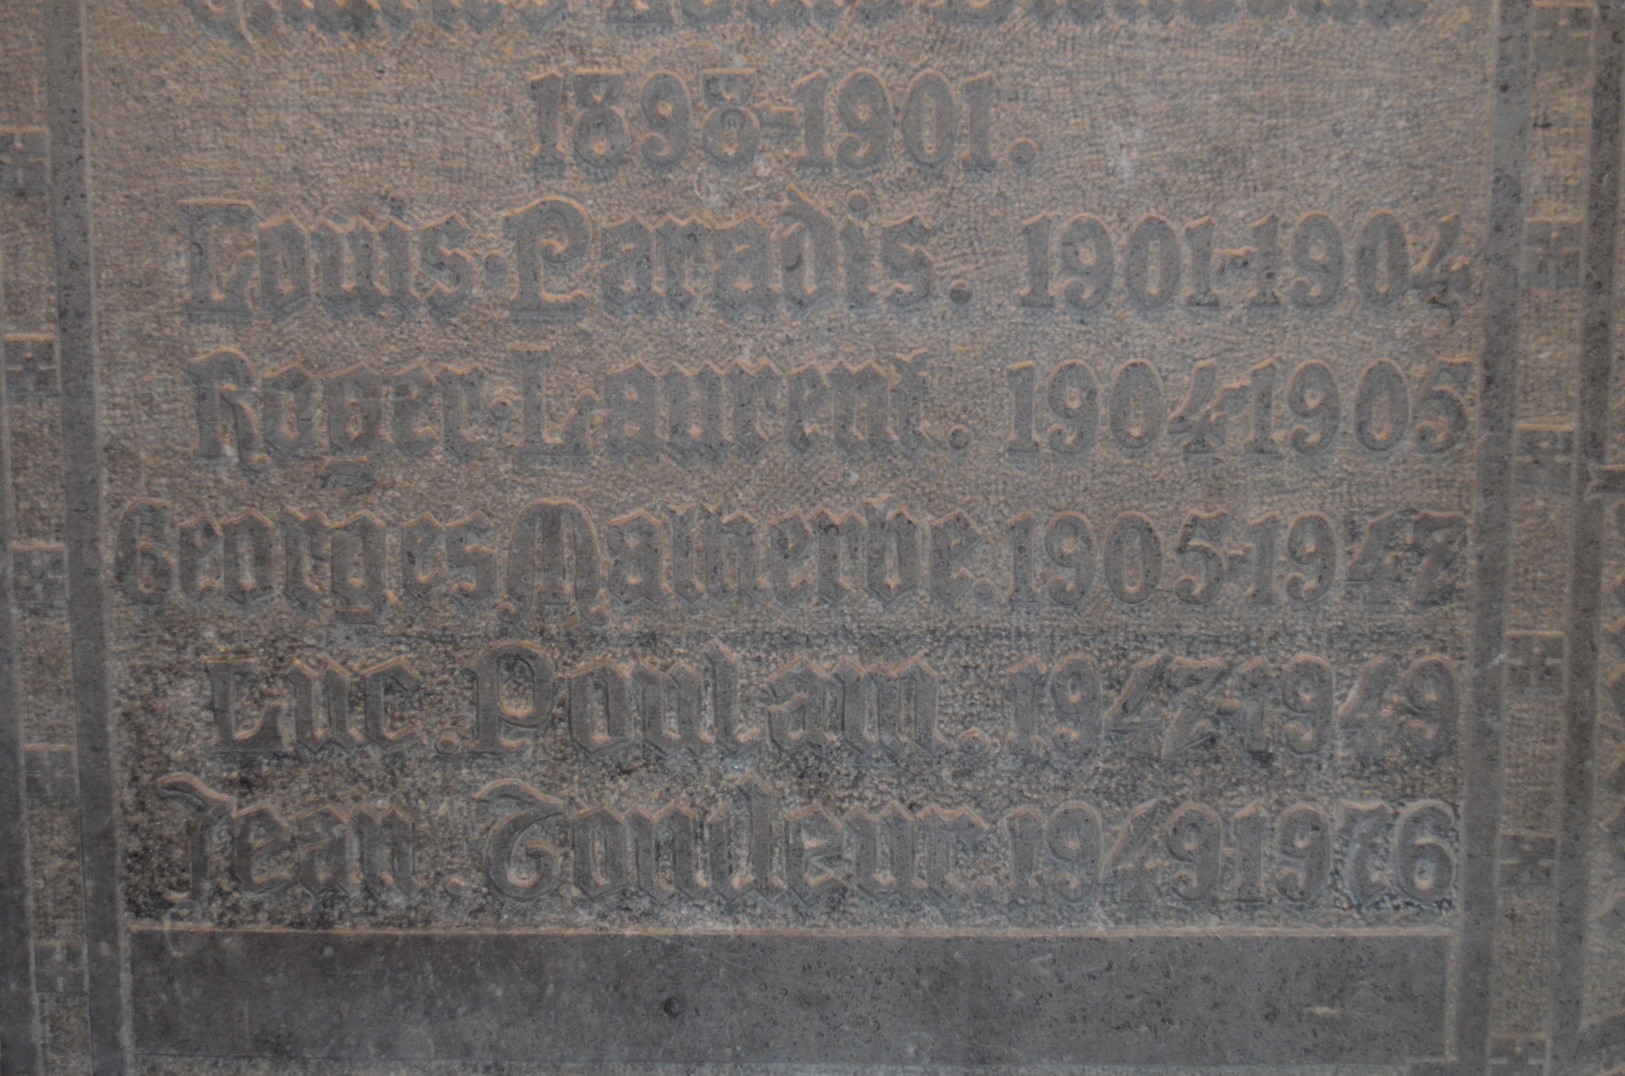 1898-1901.
Louis·Paradis. 1901-1904
Roger·Laurent. 1904-1905
Georges Malherbe. 1905-1947
Luc. Poulain. 1947-1949
Jean. Tondeur. 1949 1976